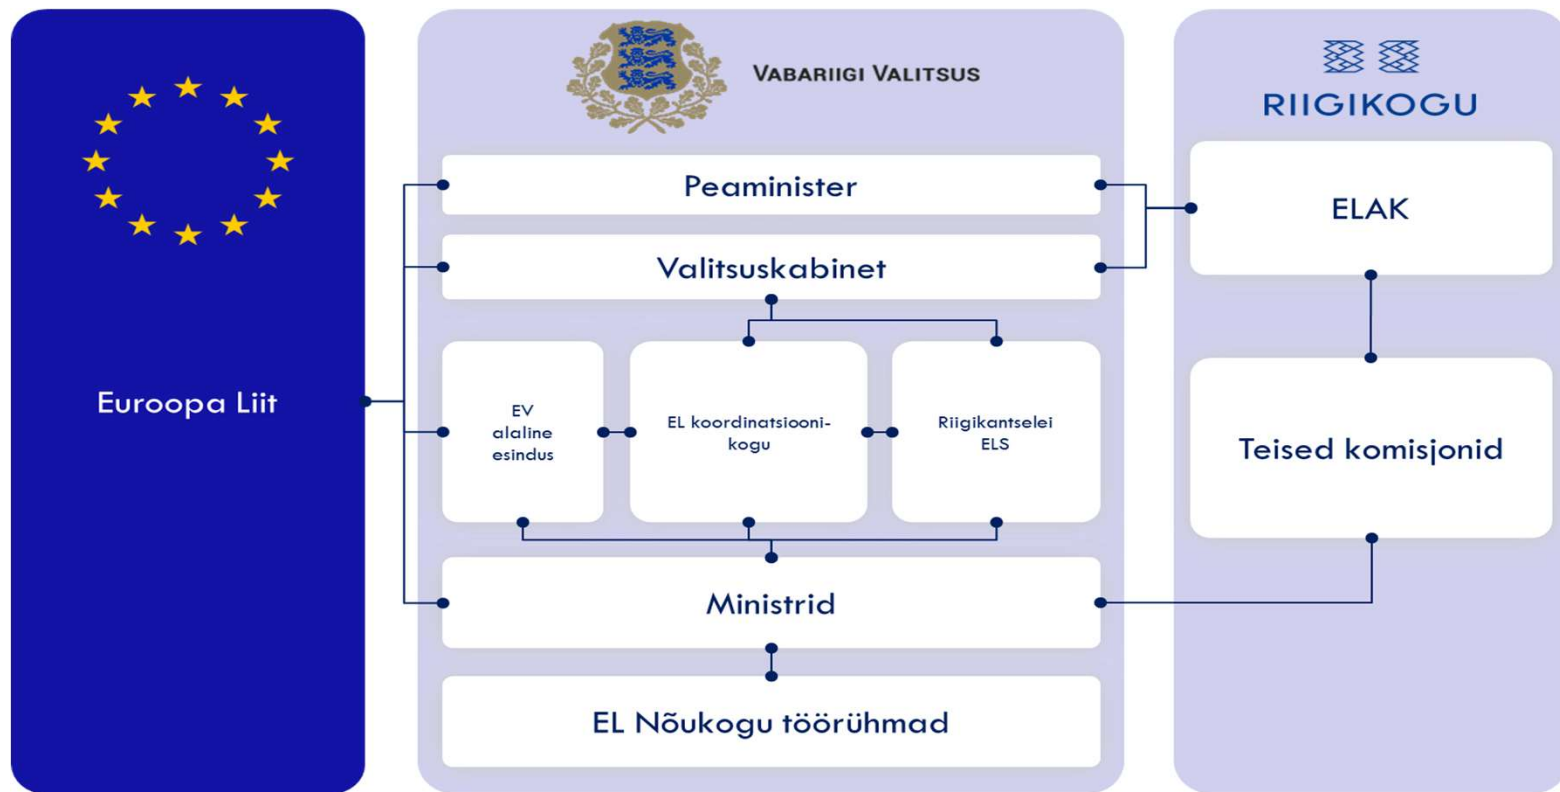 VABARIIGI VALITSUS
RIIGIKOGU
Euroopa Liit
Peaminister
Valitsuskabinet
EV
alaline
esindus
EL koordinatsiooni-
kogu
Riigikantselei
ELS
Ministrid
EL Nõukogu töörühmad
ELAK
Teised komisjonid